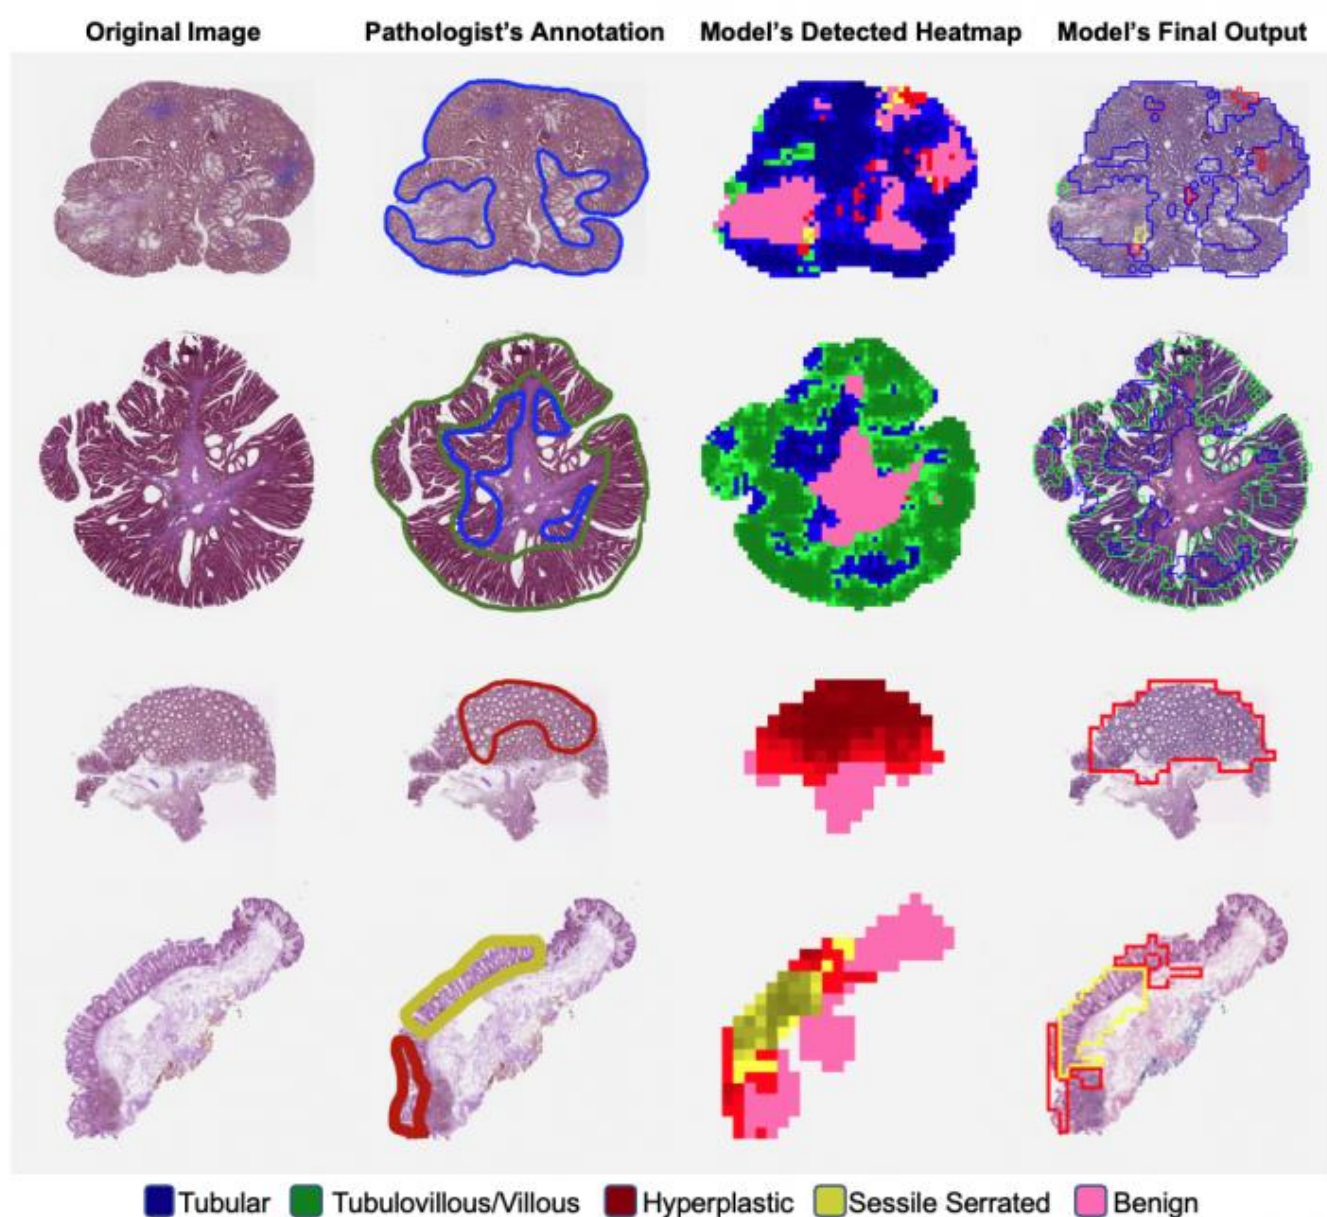 Original Image Pathologist's Annotation Model's Detected Heatmap Model's Final Output
Tubular Tubulovillous/Villous Hyperplastic Sessile Serrated Benign